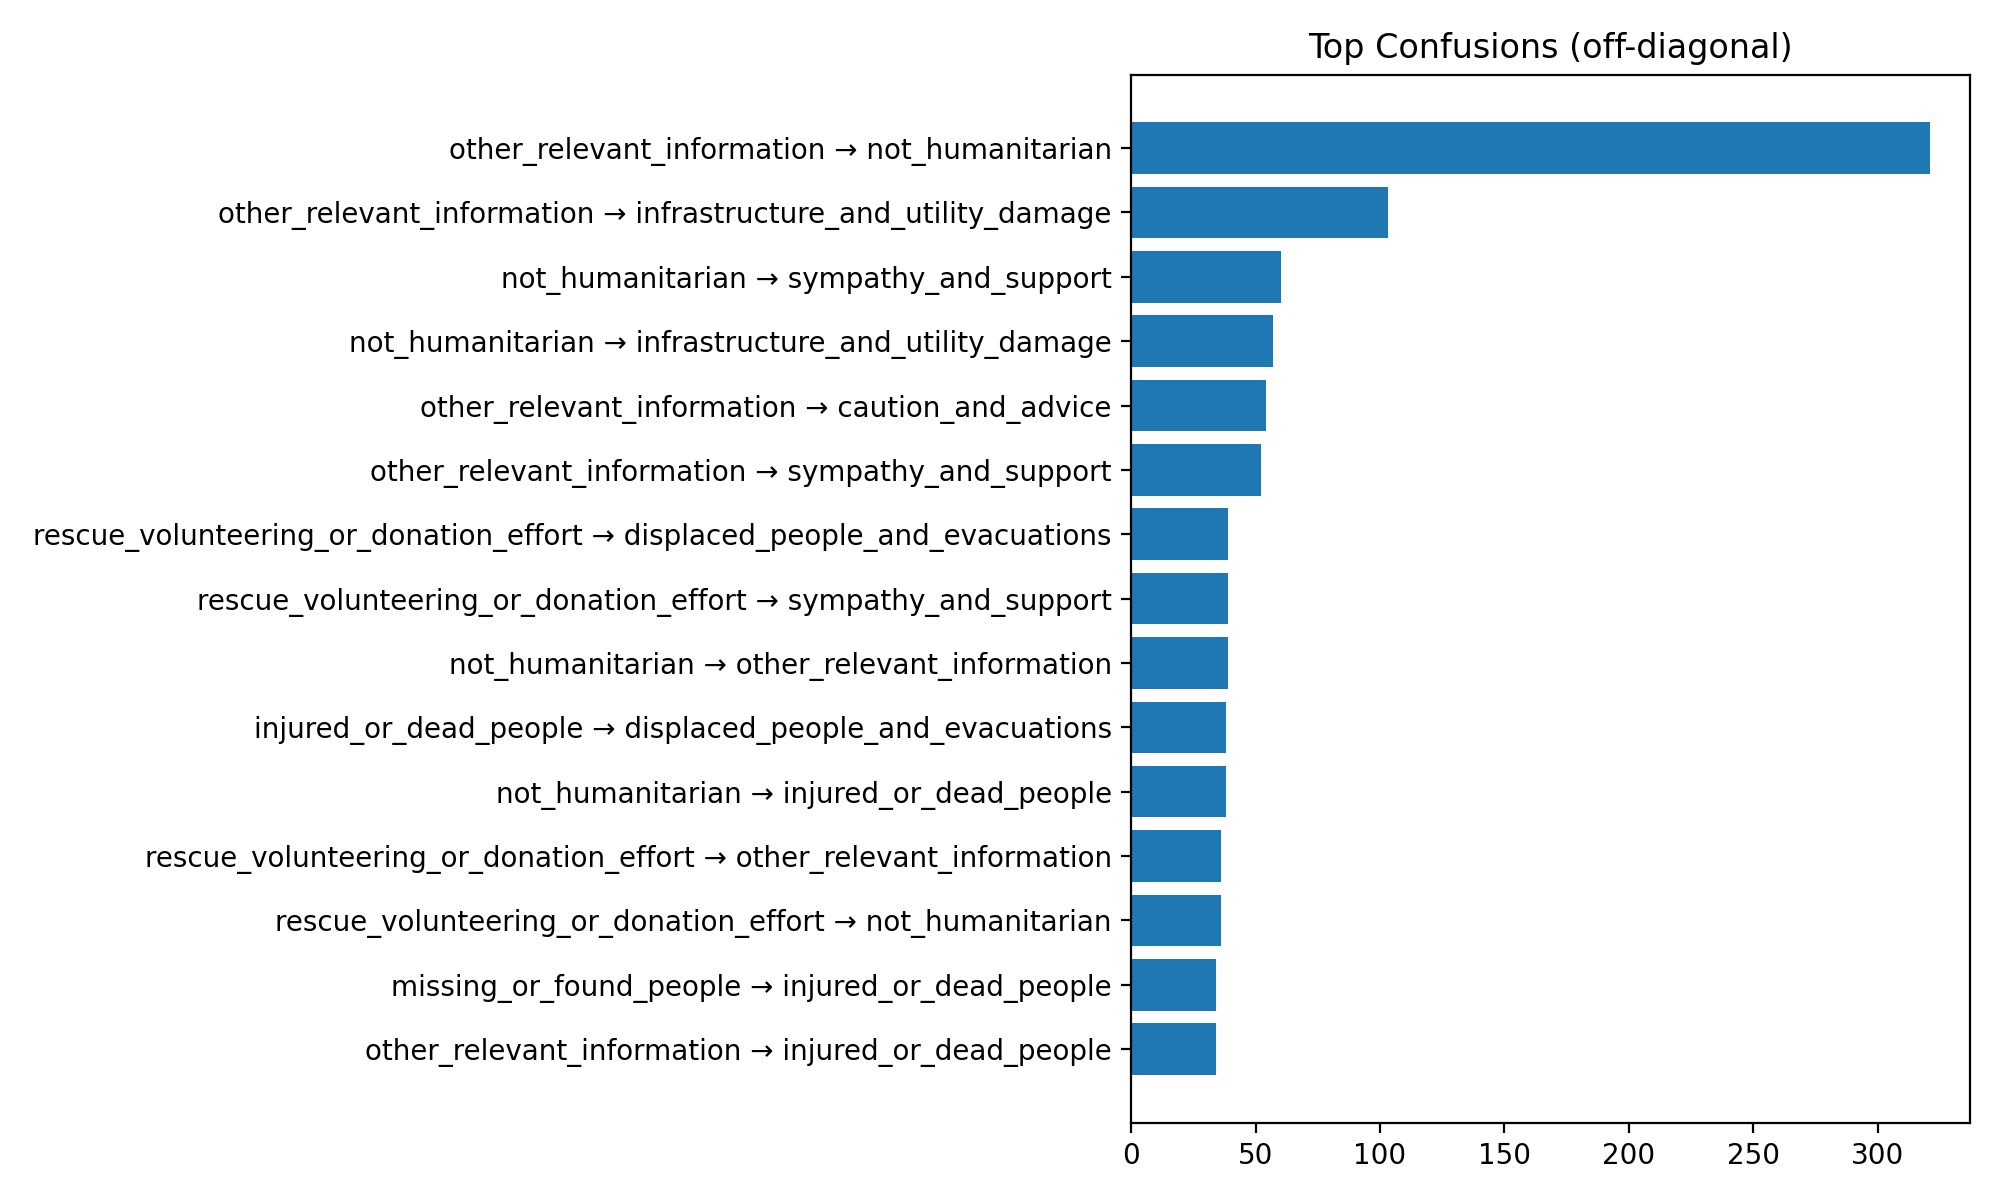 Top Confusions (off-diagonal)
other_relevant_information → not_humanitarian
other_relevant_information → infrastructure_and_utility_damage
not_humanitarian → sympathy_and_support
not_humanitarian → infrastructure_and_utility_damage
other_relevant_information → caution_and_advice
other_relevant_information → sympathy_and_support
rescue_volunteering_or_donation_effort → displaced_people_and_evacuations
rescue_volunteering_or_donation_effort → sympathy_and_support
not_humanitarian → other_relevant_information
injured_or_dead_people → displaced_people_and_evacuations
not_humanitarian → injured_or_dead_people
rescue_volunteering_or_donation_effort → other_relevant_information
rescue_volunteering_or_donation_effort → not_humanitarian
missing_or_found_people → injured_or_dead_people
other_relevant_information → injured_or_dead_people
0 50 100 150 200 250 300